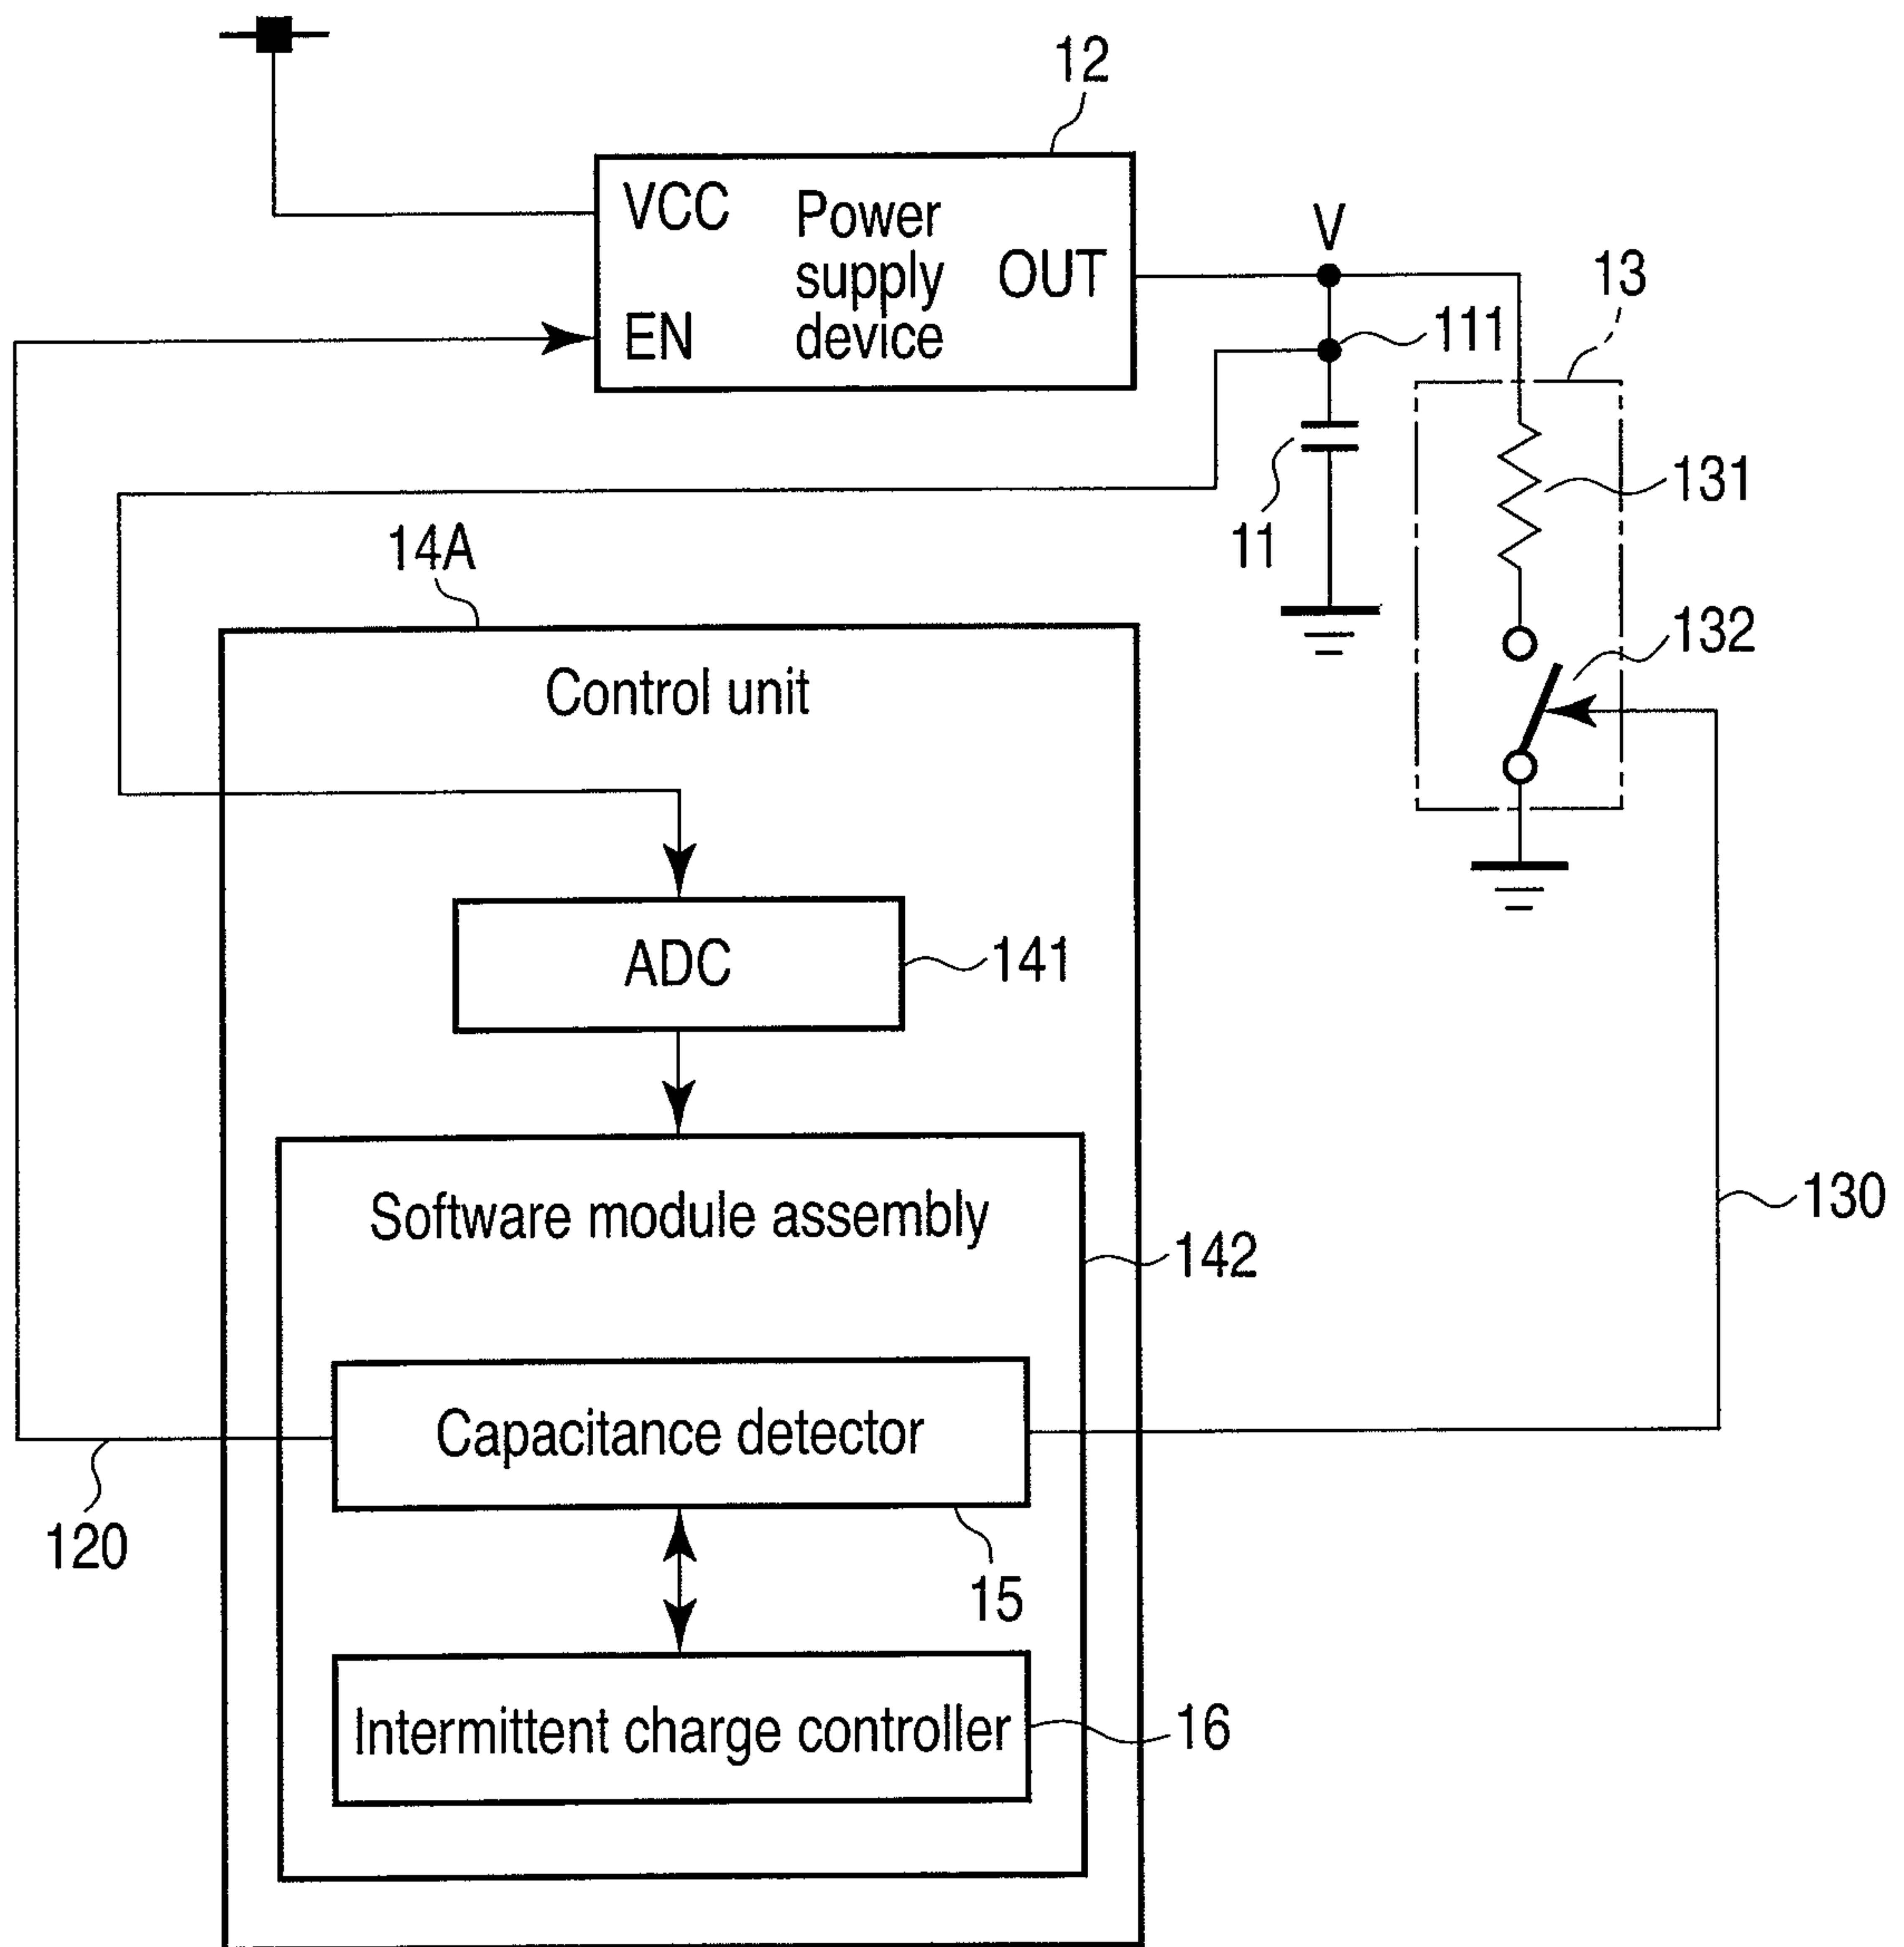 12
VCC
Power
supply
device
OUT
EN
V
13
111
131
11
14A
132
Control unit
ADC
141
130
Software module assembly
142
Capacitance detector
120
15
Intermittent charge controller
16